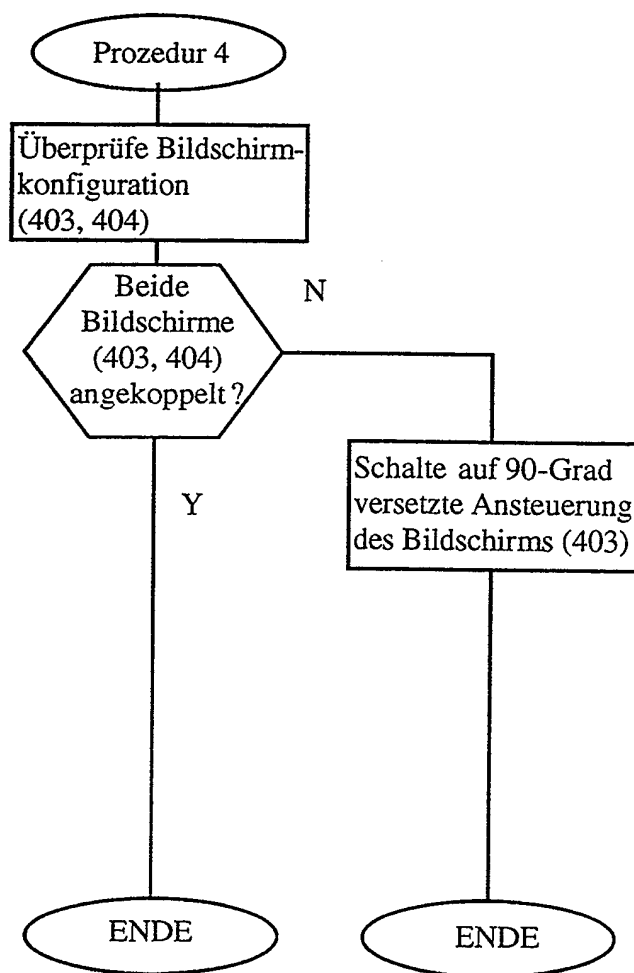 Prozedur 4
Überprüfe Bildschirm-
konfiguration
(403, 404)
Beide
Bildschirme
(403, 404)
angekoppelt ?
N
Y
Schalte auf 90-Grad
versetzte Ansteuerung
des Bildschirms (403)
ENDE
ENDE